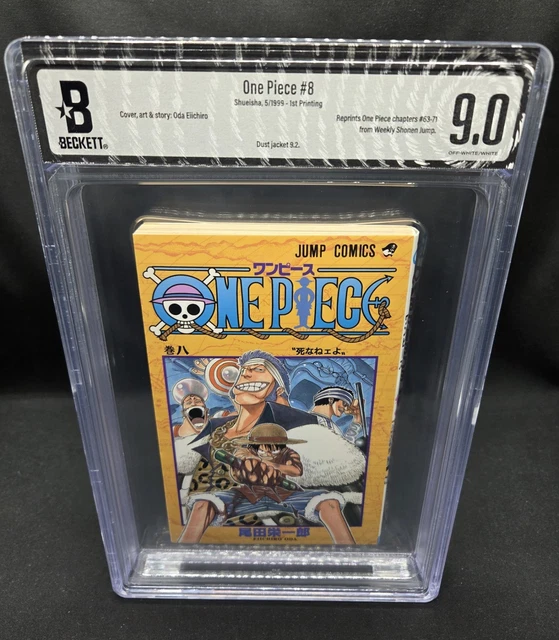 B
BECKETT®
One Piece #8
Shueisha, 5/1999 - 1st Printing
Cover, art & story: Oda Eiichiro
Reprints One Piece chapters #63-71
from Weekly Shonen Jump.
Dust jacket 9.2.
9.0
OFF-WHITE/WHITE
JUMP COMICS
ワンピース
ONE PIECE
巻八
“死なねェよ„
尾田栄一郎
EIICHIRO ODA